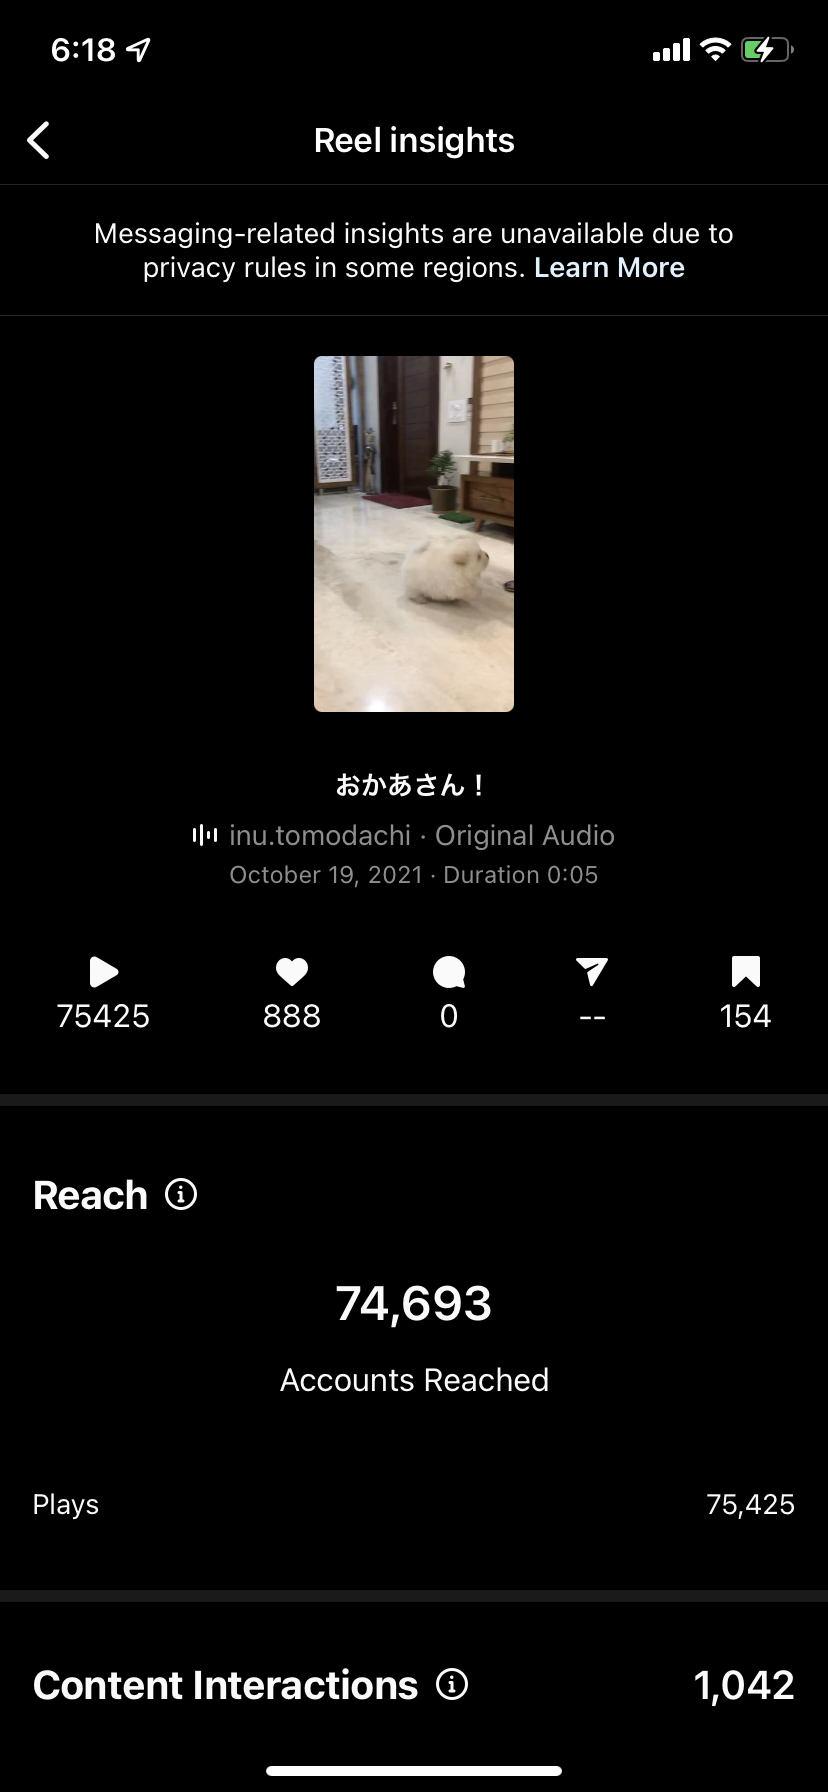 6:18
Reel insights
Messaging-related insights are unavailable due to
privacy rules in some regions. Learn More
おかあさん！
inu.tomodachi · Original Audio
October 19, 2021 · Duration 0:05
75425 888 0 -- 154
Reach
74,693
Accounts Reached
Plays 75,425
Content Interactions 1,042